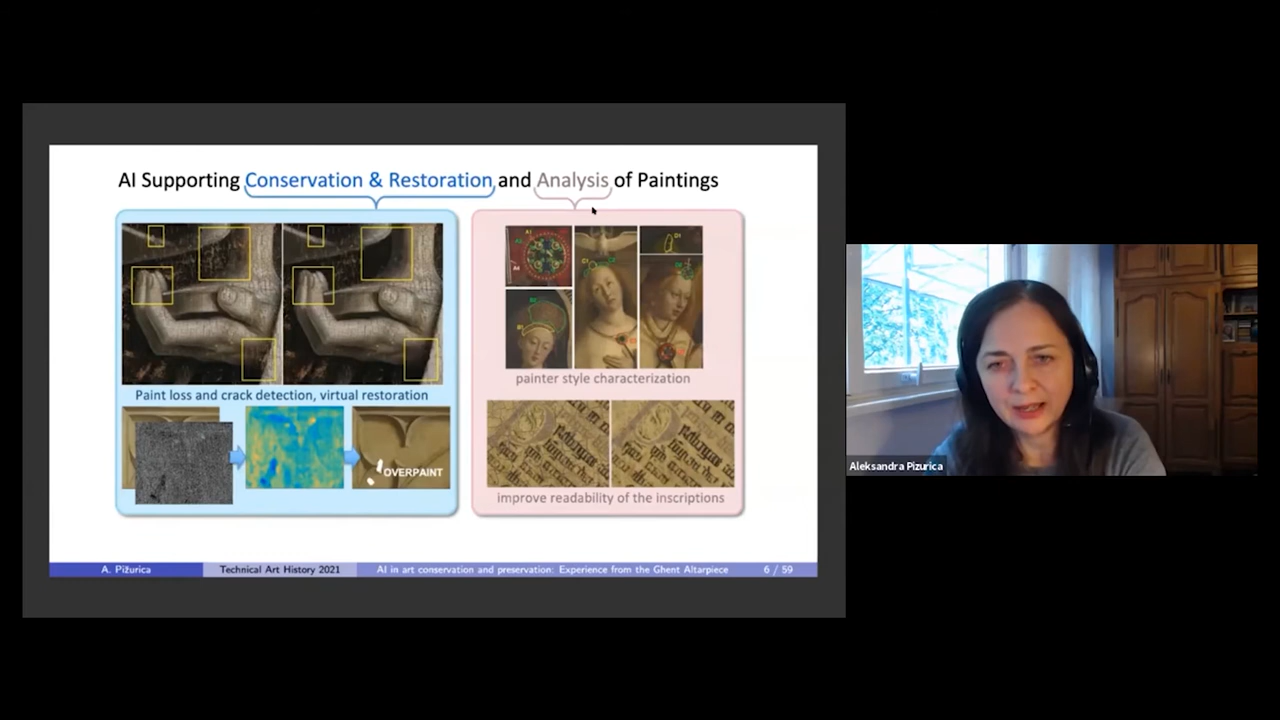 AI Supporting Conservation & Restoration and Analysis of Paintings
Paint loss and crack detection, virtual restoration
OVERPAINT
painter style characterization
improve readability of the inscriptions
A. Pižurica
Technical Art History 2021
AI in art conservation and preservation: Experience from the Ghent Altarpiece
6 / 59
Aleksandra Pizurica